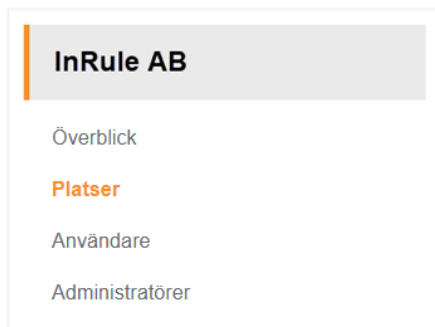 InRule AB
Överblick
Platser
Användare
Administratörer